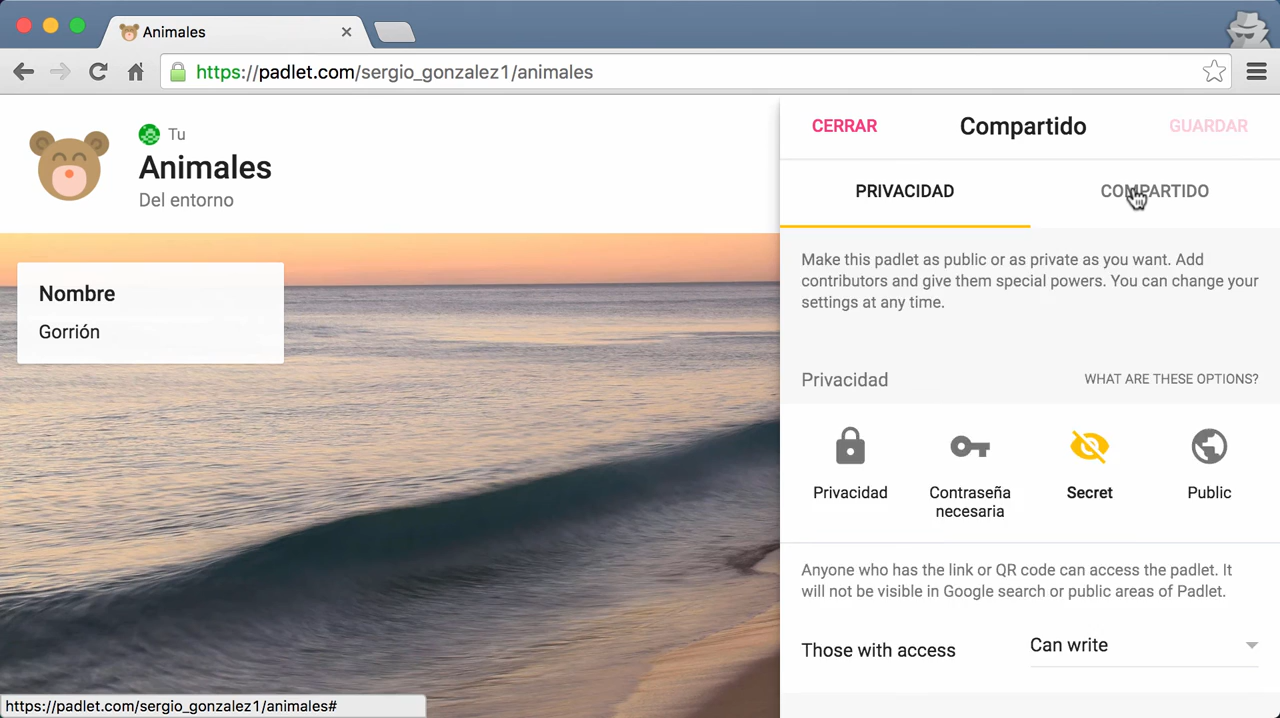 Animales
https://padlet.com/sergio_gonzalez1/animales
Tu
Animales
Del entorno
Nombre
Gorrión
CERRAR
Compartido
GUARDAR
PRIVACIDAD
COMPARTIDO
Make this padlet as public or as private as you want. Add
contributors and give them special powers. You can change your
settings at any time.
Privacidad
WHAT ARE THESE OPTIONS?
Privacidad
Contraseña
necesaria
Secret
Public
Anyone who has the link or QR code can access the padlet. It
will not be visible in Google search or public areas of Padlet.
Those with access
Can write
https://padlet.com/sergio_gonzalez1/animales#